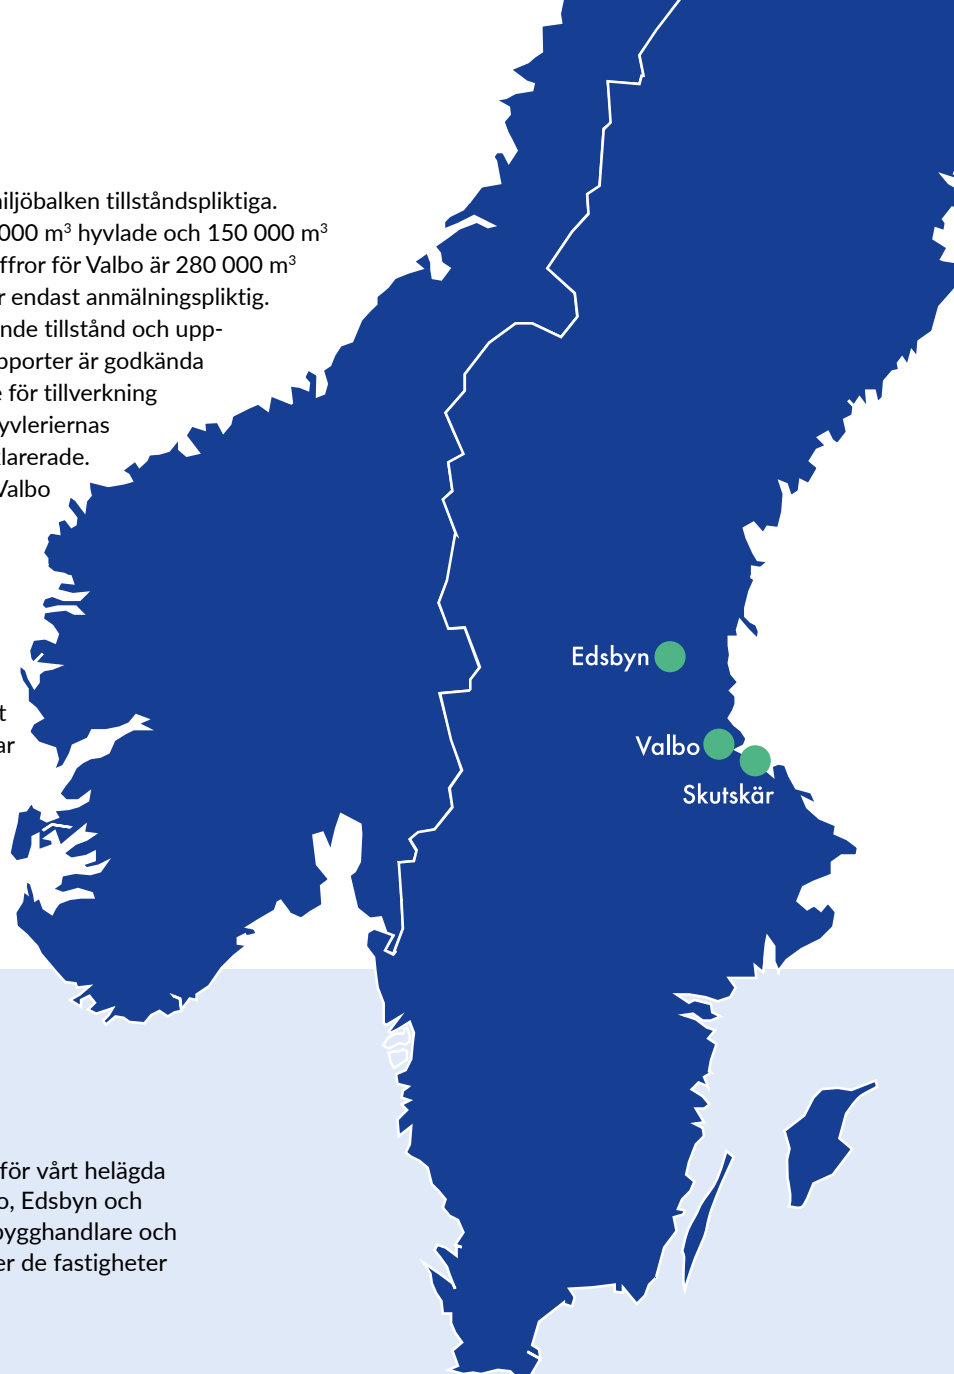 miljöbalken tillståndspliktiga.
000 m³ hyvlade och 150 000 m³
ffror för Valbo är 280 000 m³
r endast anmälningspliktig.
nde tillstånd och upp-
pporter är godkända
e för tillverkning
yvleriernas
klarerade.
Valbo
t
ar
Edsbyn
Valbo
Skutskär
för vårt helägda
o, Edsbyn och
bygghandlare och
er de fastigheter